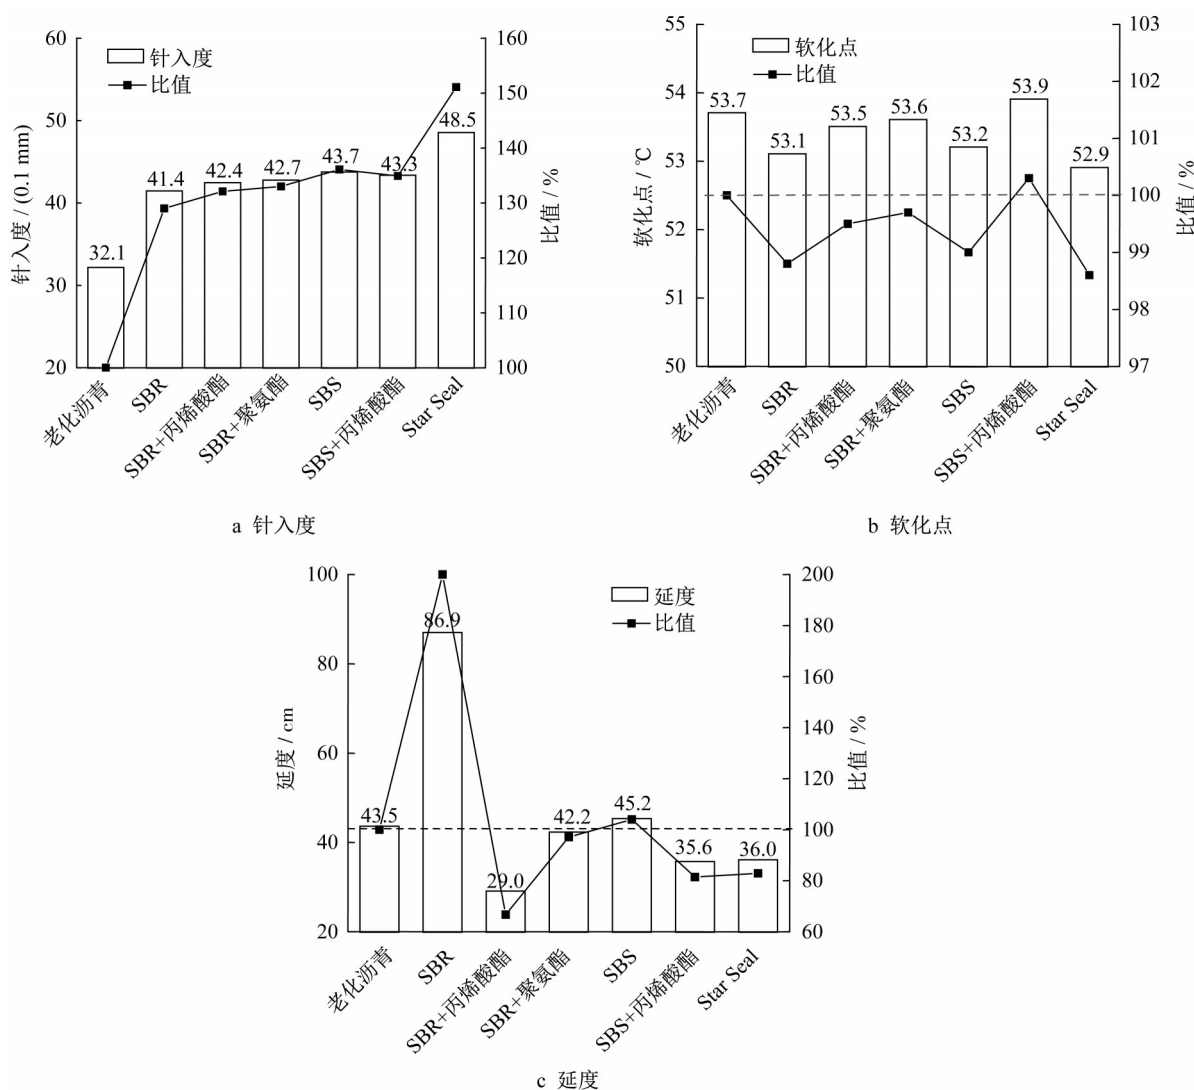 针入度
比值
60
50
40
30
20
针入度 / (0.1 mm)
160
150
140
130
120
110
100
比值 / %
32.1
41.4
42.4
42.7
43.7
43.3
48.5
老化沥青
SBR
SBR+丙烯酸酯
SBR+聚氨酯
SBS
SBS+丙烯酸酯
Star Seal
a 针入度
软化点
比值
55
54
53
52
51
50
软化点 / ℃
103
102
101
100
99
98
97
比值 / %
53.7
53.1
53.5
53.6
53.2
53.9
52.9
老化沥青
SBR
SBR+丙烯酸酯
SBR+聚氨酯
SBS
SBS+丙烯酸酯
Star Seal
b 软化点
延度
比值
100
80
60
40
20
延度 / cm
200
180
160
140
120
100
80
60
比值 / %
43.5
86.9
29.0
42.2
45.2
35.6
36.0
老化沥青
SBR
SBR+丙烯酸酯
SBR+聚氨酯
SBS
SBS+丙烯酸酯
Star Seal
c 延度